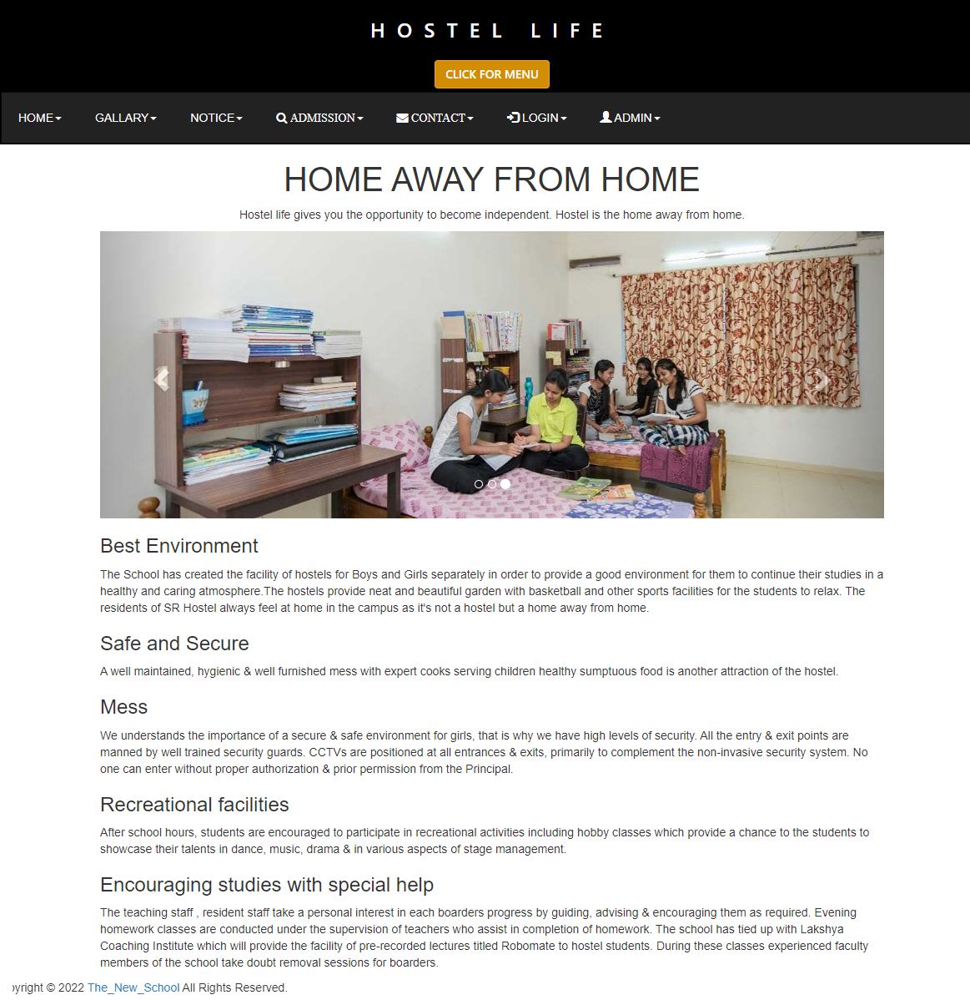 HOSTEL LIFE
CLICK FOR MENU
HOME GALLARY NOTICE ADMISSION CONTACT LOGIN ADMIN
HOME AWAY FROM HOME
Hostel life gives you the opportunity to become independent. Hostel is the home away from home.
Best Environment
The School has created the facility of hostels for Boys and Girls separately in order to provide a good environment for them to continue their studies in a
healthy and caring atmosphere.The hostels provide neat and beautiful garden with basketball and other sports facilities for the students to relax. The
residents of SR Hostel always feel at home in the campus as it's not a hostel but a home away from home.
Safe and Secure
A well maintained, hygienic & well furnished mess with expert cooks serving children healthy sumptuous food is another attraction of the hostel.
Mess
We understands the importance of a secure & safe environment for girls, that is why we have high levels of security. All the entry & exit points are
manned by well trained security guards. CCTVs are positioned at all entrances & exits, primarily to complement the non-invasive security system. No
one can enter without proper authorization & prior permission from the Principal.
Recreational facilities
After school hours, students are encouraged to participate in recreational activities including hobby classes which provide a chance to the students to
showcase their talents in dance, music, drama & in various aspects of stage management.
Encouraging studies with special help
The teaching staff , resident staff take a personal interest in each boarders progress by guiding, advising & encouraging them as required. Evening
homework classes are conducted under the supervision of teachers who assist in completion of homework. The school has tied up with Lakshya
Coaching Institute which will provide the facility of pre-recorded lectures titled Robomate to hostel students. During these classes experienced faculty
members of the school take doubt removal sessions for boarders.
yright © 2022 The_New_School All Rights Reserved.